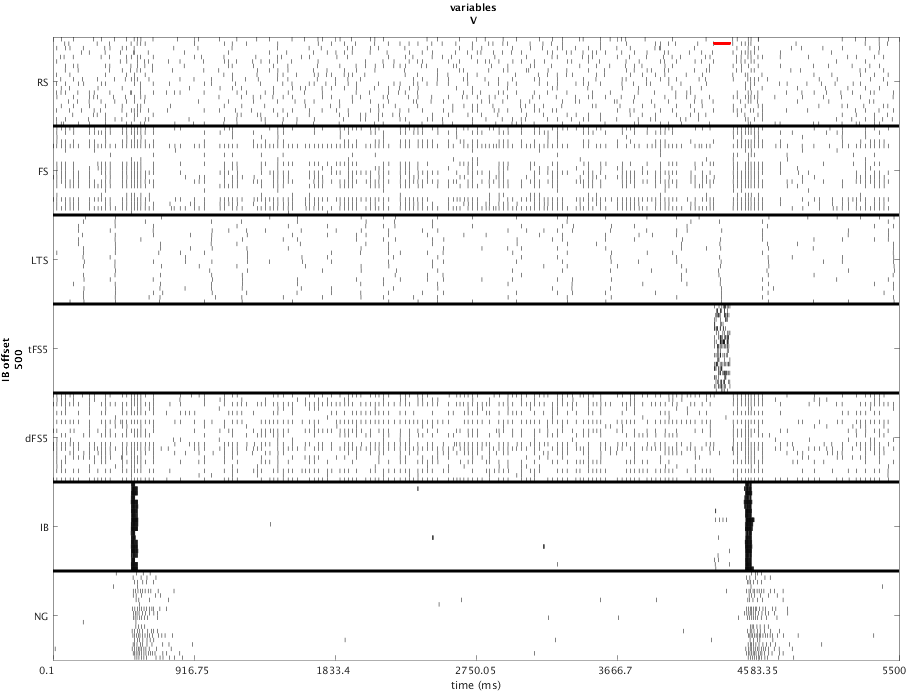 variables
V
RS
FS
LTS
tFS5
dFS5
IB
NG
IB offset
500
0.1 916.75 1833.4 2750.05 3666.7 4583.35 5500
time (ms)